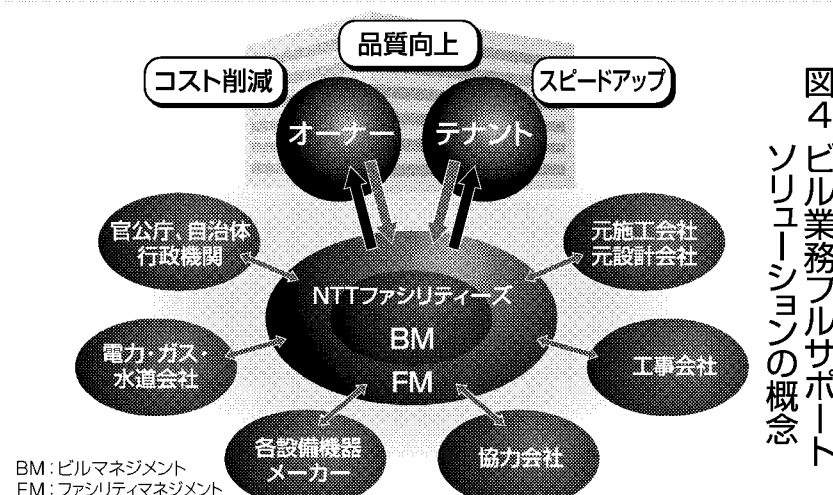 図4 ビル業務フルサポート
ソリューションの概念
品質向上
コスト削減
スピードアップ
オーナー
テナント
官公庁、自治体
行政機関
元施工会社
元設計会社
NTTファシリティーズ
BM
FM
電力・ガス・
水道会社
工事会社
各設備機器
メーカー
協力会社
BM：ビルマネジメント
FM：ファシリティマネジメント